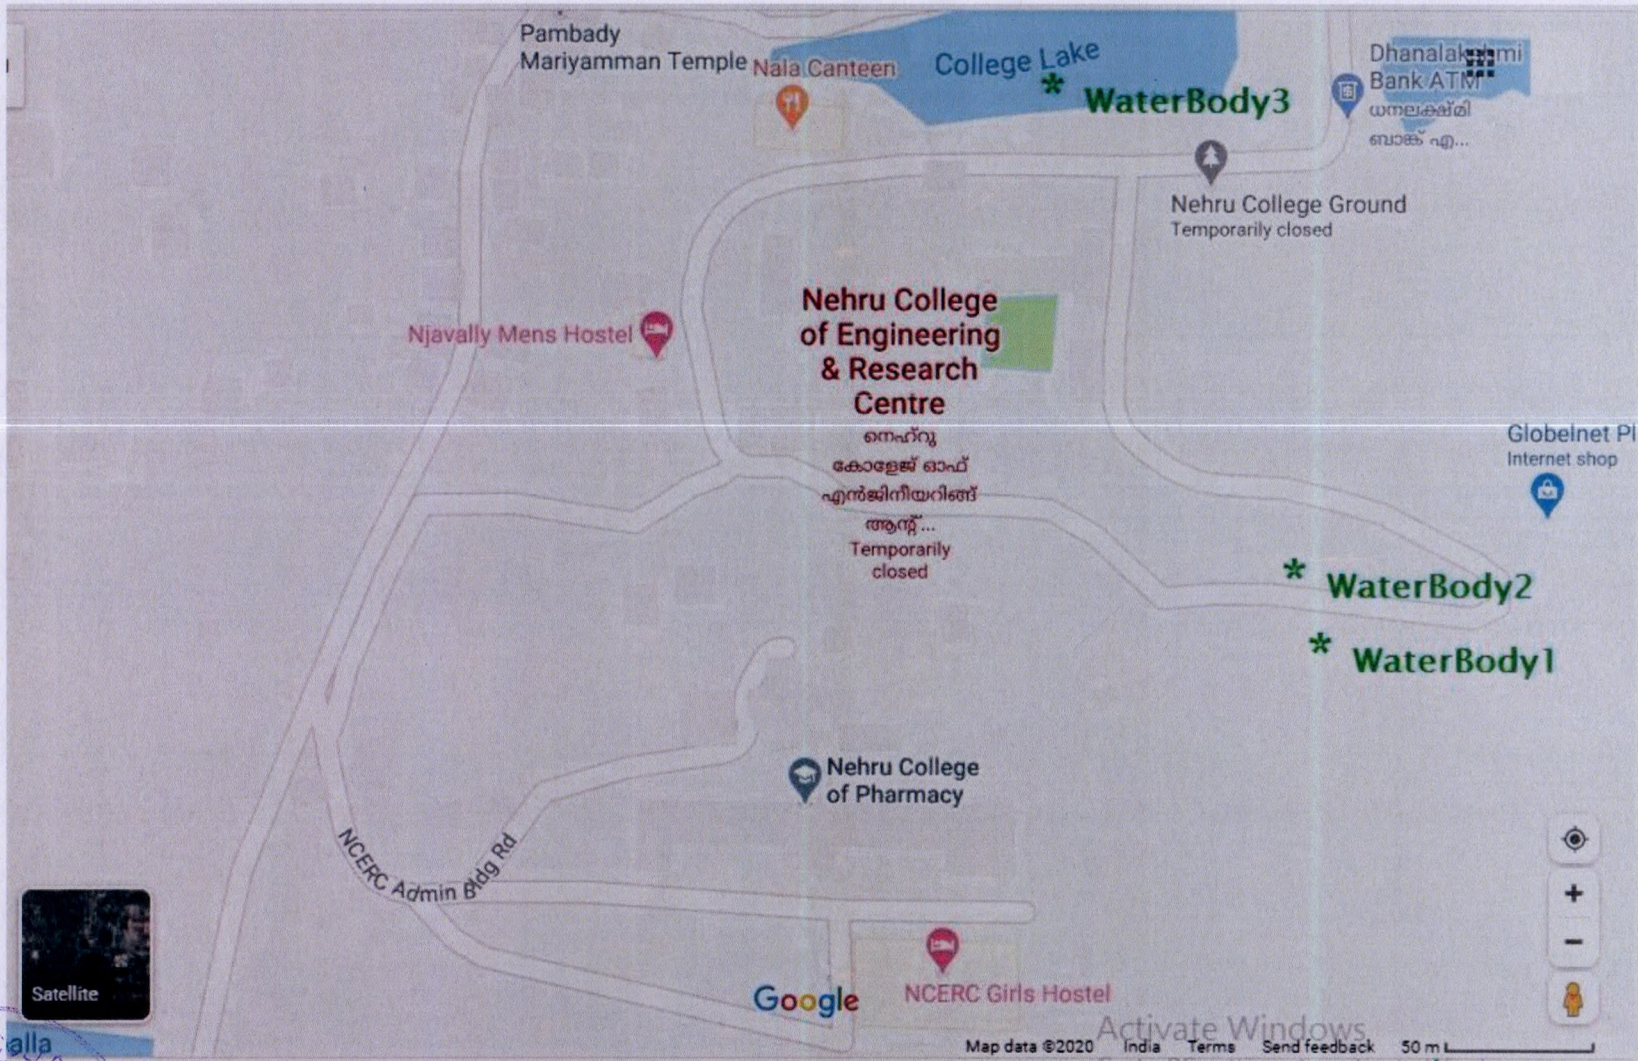 Pambady
Mariyamman Temple
Nala Canteen
College Lake
* WaterBody3
Dhanalakshmi
Bank ATM
ധനലക്ഷ്മി
ബാങ്ക് എ...
Nehru College Ground
Temporarily closed
Njavally Mens Hostel
Nehru College
of Engineering
& Research
Centre
നെഹ്റു
കോളേജ് ഓഫ്
എൻജിനീയറിങ്ങ്
ആന്റ്...
Temporarily
closed
Globelnet Pl
Internet shop
* WaterBody2
* WaterBody1
Nehru College
of Pharmacy
NCERC Admin Bldg Rd
Satellite
alla
Google
NCERC Girls Hostel
Activate Windows
Map data ©2020 India Terms Send feedback 50 m